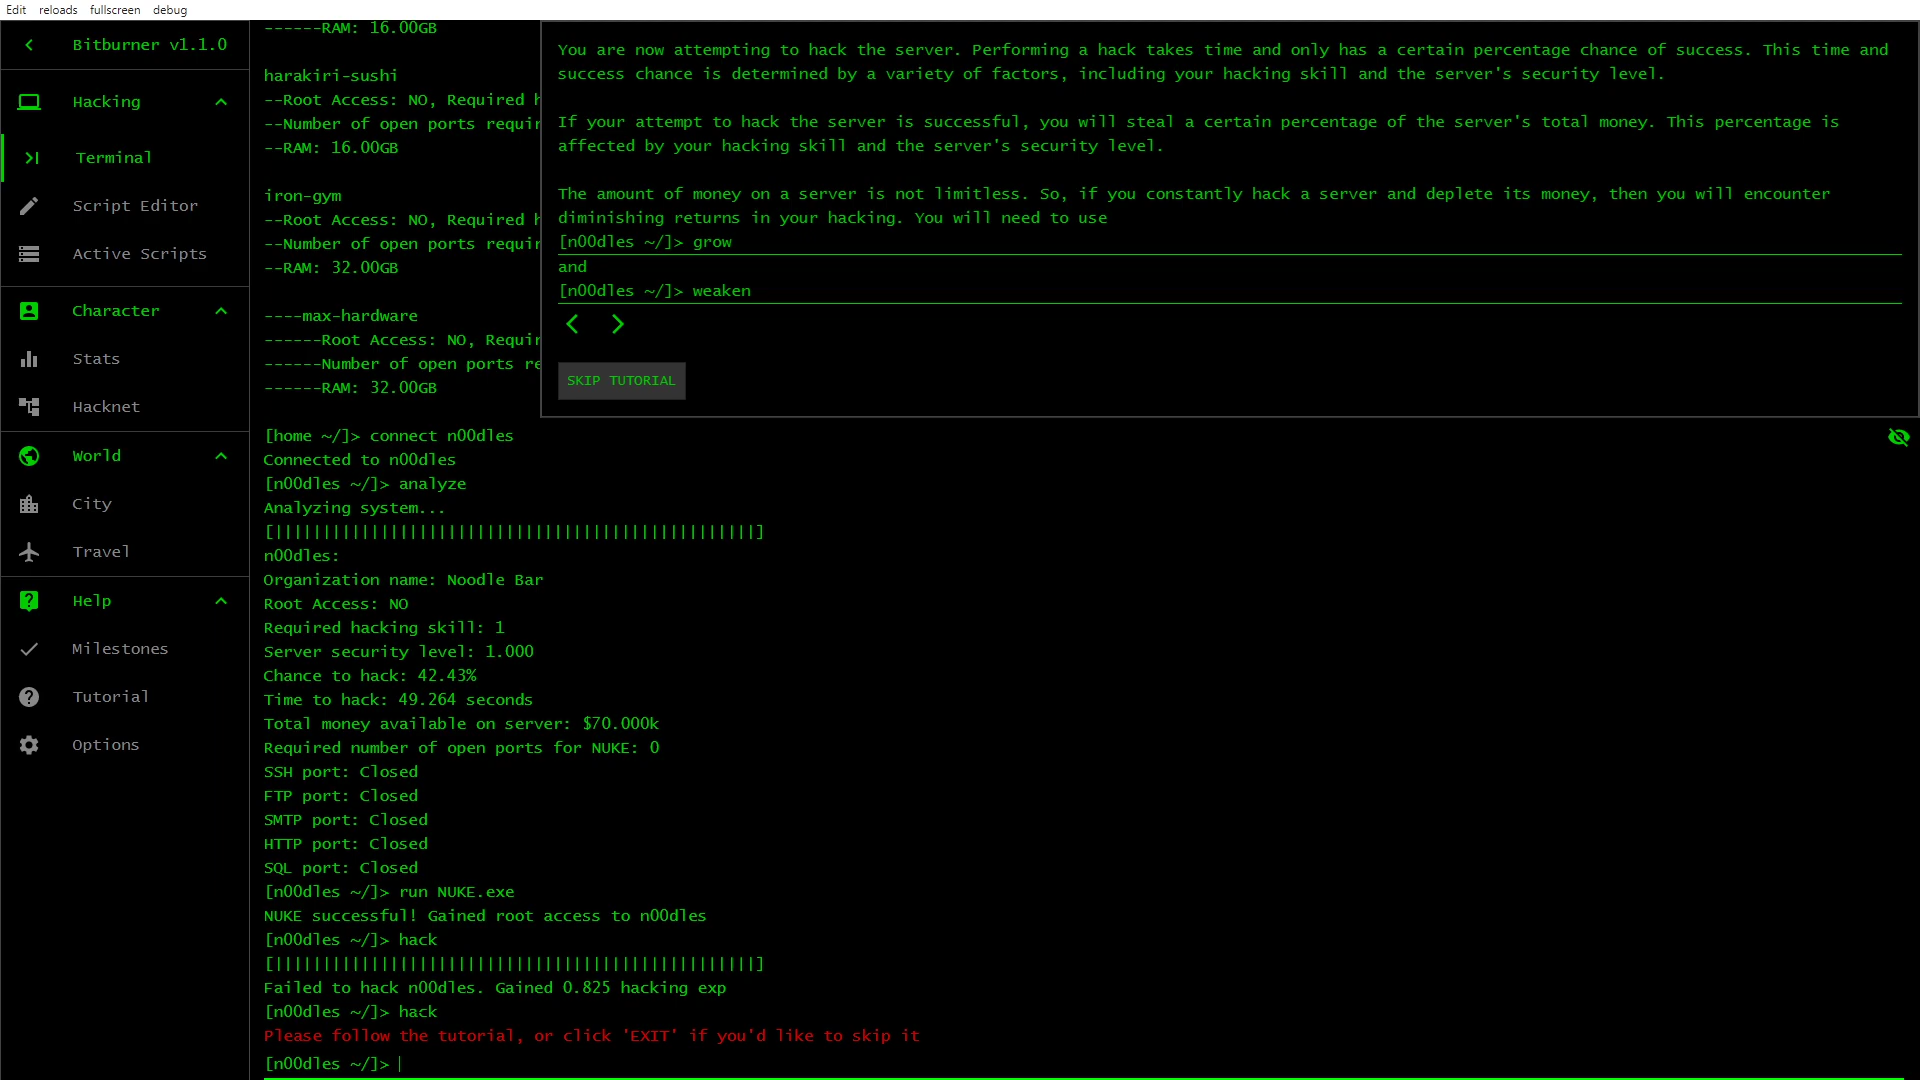 Edit reloads fullscreen debug
Bitburner v1.1.0
Hacking
Terminal
Script Editor
Active Scripts
Character
Stats
Hacknet
World
City
Travel
Help
Milestones
Tutorial
Options
------RAM: 16.00GB
harakiri-sushi
--Root Access: NO, Required
--Number of open ports
--RAM: 16.00GB
iron-gym
--Root Access: NO, Required
--Number of open ports
--RAM: 32.00GB
----max-hardware
------Root Access: NO,
------Number of open ports
------RAM: 32.00GB
You are now attempting to hack the server. Performing a hack takes time and only has a certain percentage chance of success. This time and
success chance is determined by a variety of factors, including your hacking skill and the server's security level.
If your attempt to hack the server is successful, you will steal a certain percentage of the server's total money. This percentage is
affected by your hacking skill and the server's security level.
The amount of money on a server is not limitless. So, if you constantly hack a server and deplete its money, then you will encounter
diminishing returns in your hacking. You will need to use
[n00dles ~/]> grow
and
[n00dles ~/]> weaken
SKIP TUTORIAL
[home ~/]> connect n00dles
Connected to n00dles
[n00dles ~/]> analyze
Analyzing system...
[||||||||||||||||||||||||||||||||||||||||||||||||||]
n00dles:
Organization name: Noodle Bar
Root Access: NO
Required hacking skill: 1
Server security level: 1.000
Chance to hack: 42.43%
Time to hack: 49.264 seconds
Total money available on server: $70.000k
Required number of open ports for NUKE: 0
SSH port: Closed
FTP port: Closed
SMTP port: Closed
HTTP port: Closed
SQL port: Closed
[n00dles ~/]> run NUKE.exe
NUKE successful! Gained root access to n00dles
[n00dles ~/]> hack
[||||||||||||||||||||||||||||||||||||||||||||||||||]
Failed to hack n00dles. Gained 0.825 hacking exp
[n00dles ~/]> hack
Please follow the tutorial, or click 'EXIT' if you'd like to skip it
[n00dles ~/]>